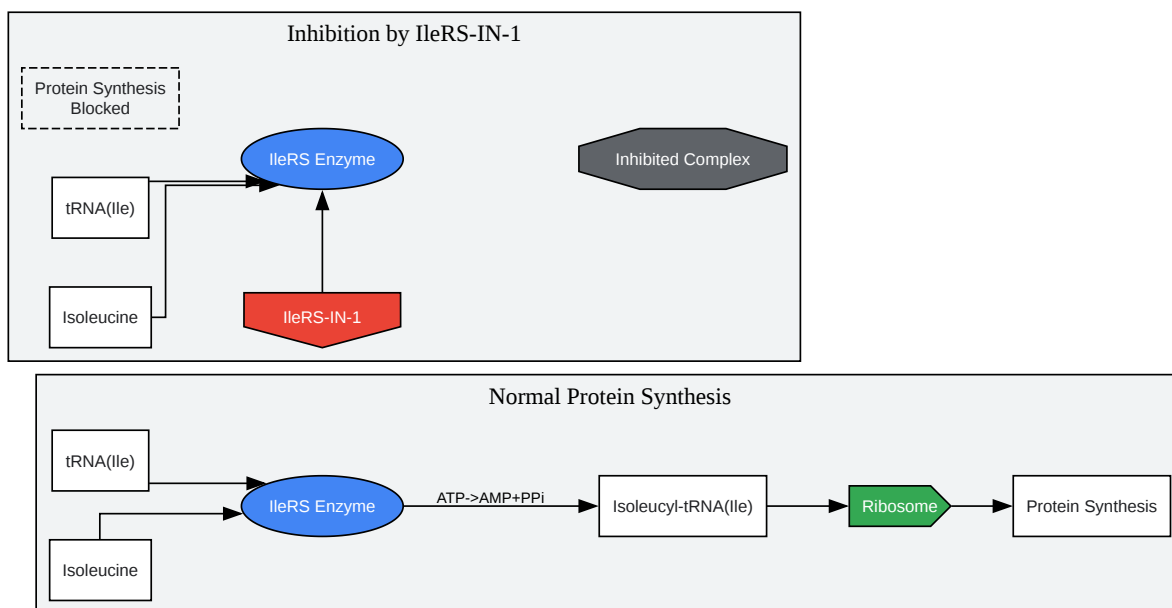 Inhibition by IleRS-IN-1
Protein Synthesis
Blocked
IleRS Enzyme
Inhibited Complex
tRNA(Ile)
Isoleucine
IleRS-IN-1
Normal Protein Synthesis
tRNA(Ile)
IleRS Enzyme
ATP->AMP+PPi
Isoleucyl-tRNA(Ile)
Ribosome
Protein Synthesis
Isoleucine